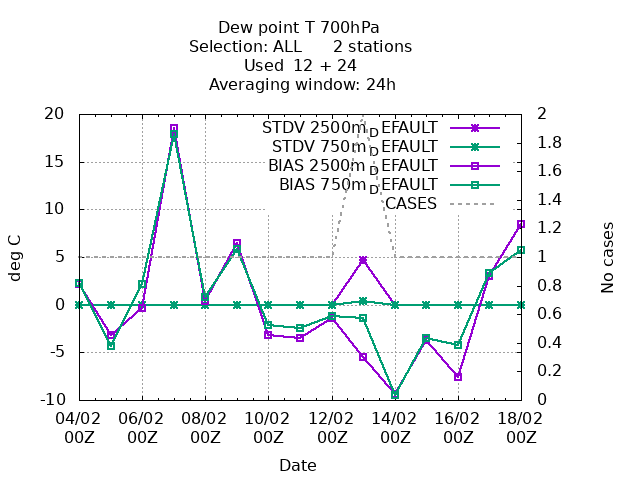 Dew point T 700hPa
Selection: ALL      2 stations
Used  12 + 24
Averaging window: 24h
20
15
10
5
0
-5
-10
deg C
2
1.8
1.6
1.4
1.2
1
0.8
0.6
0.4
0.2
0
No cases
STDV 2500m_DEFAULT
STDV 750m_DEFAULT
BIAS 2500m_DEFAULT
BIAS 750m_DEFAULT
CASES
04/02 06/02 08/02 10/02 12/02 14/02 16/02 18/02
00Z 00Z 00Z 00Z 00Z 00Z 00Z 00Z
Date